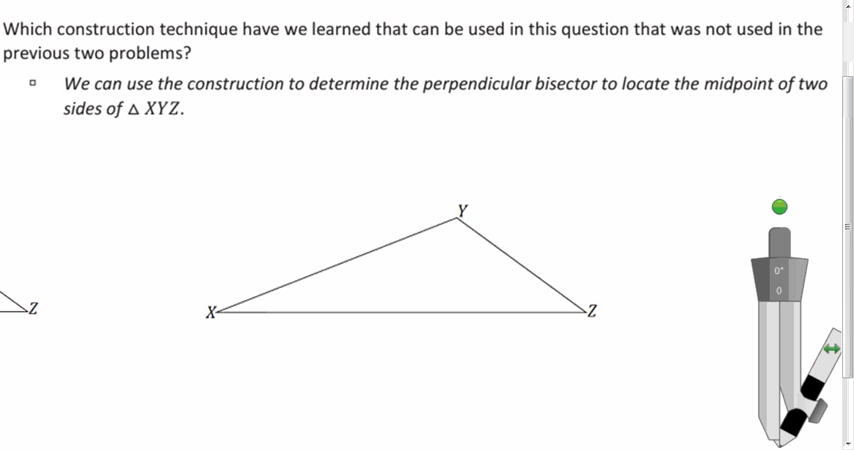 Which construction technique have we learned that can be used in this question that was not used in the
previous two problems?
We can use the construction to determine the perpendicular bisector to locate the midpoint of two
sides of △ XYZ.
Y
Z
X
Z
0°
0